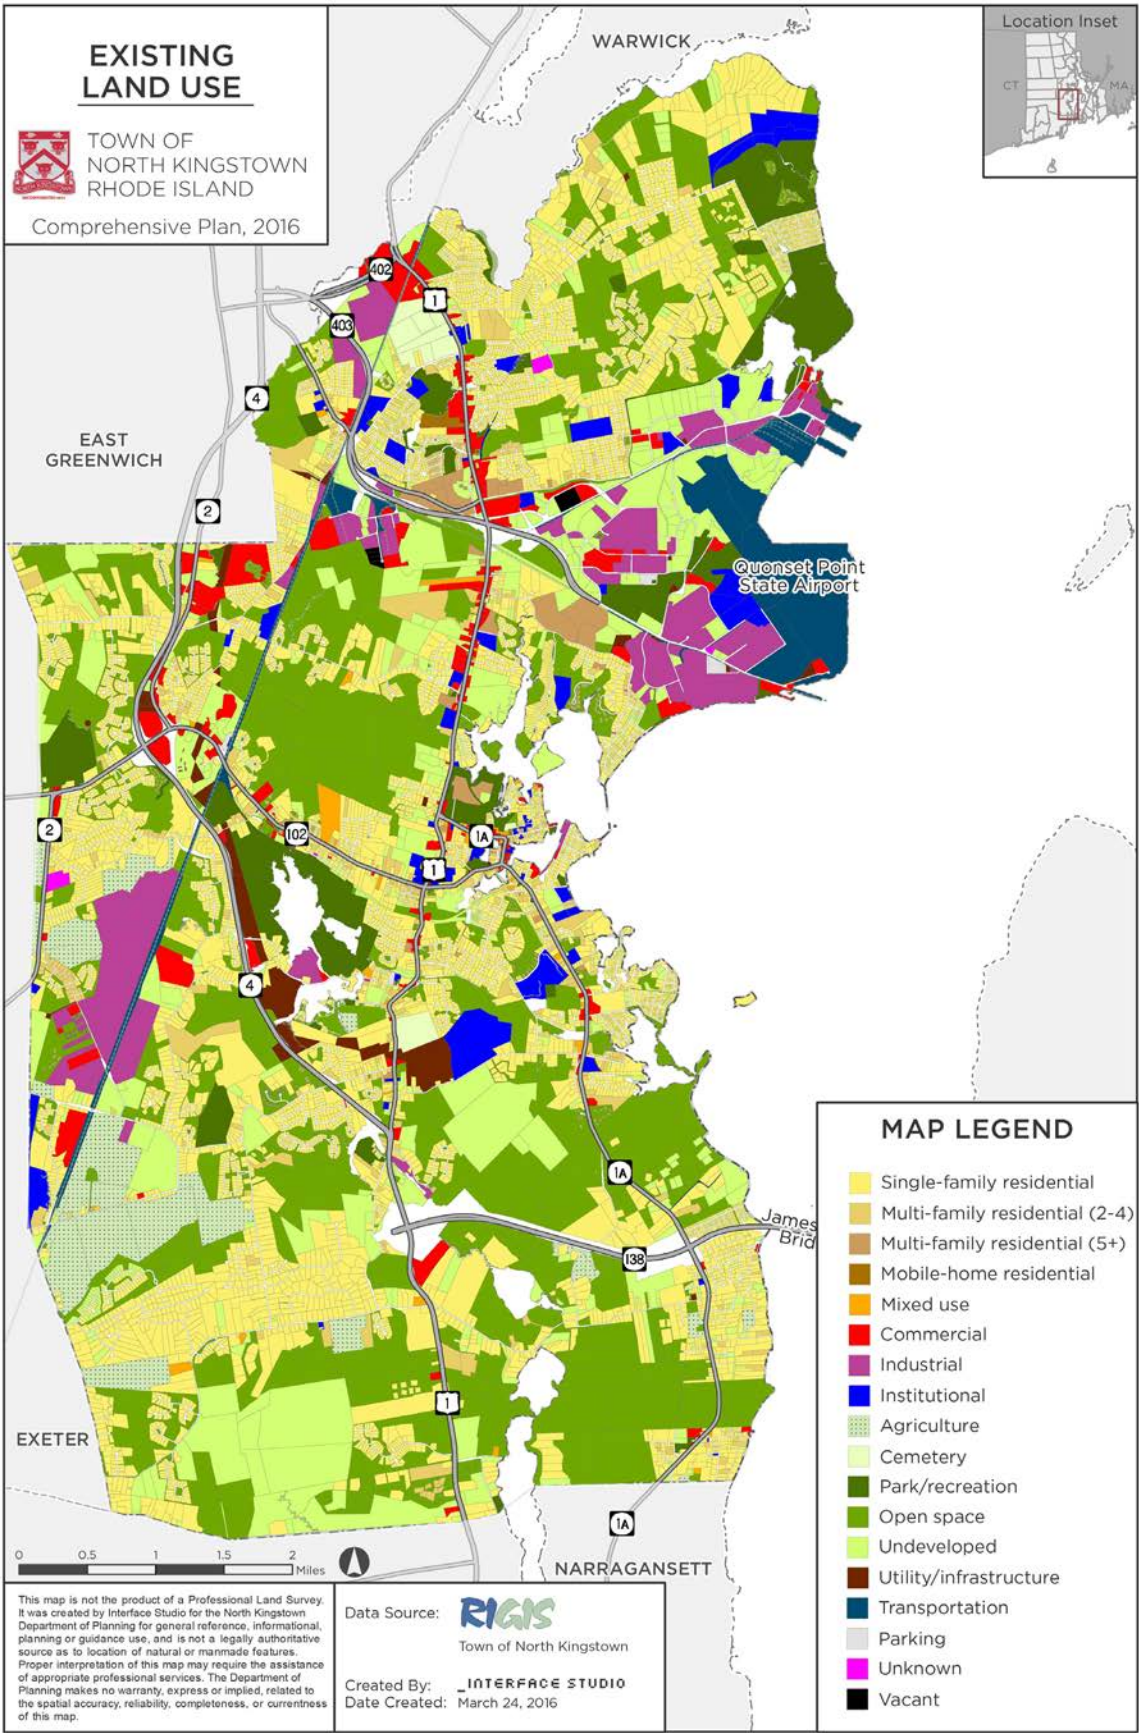 EXISTING
LAND USE
TOWN OF
NORTH KINGSTOWN
RHODE ISLAND
Comprehensive Plan, 2016
Location Inset
CT
MA
WARWICK
EAST
GREENWICH
402
1
403
4
2
Quonset Point
State Airport
2
102
1A
1
4
1A
James
Brid
138
1
EXETER
1A
NARRAGANSETT
0
0.5
1
1.5
2
Miles
MAP LEGEND
Single-family residential
Multi-family residential (2-4)
Multi-family residential (5+)
Mobile-home residential
Mixed use
Commercial
Industrial
Institutional
Agriculture
Cemetery
Park/recreation
Open space
Undeveloped
Utility/infrastructure
Transportation
Parking
Unknown
Vacant
This map is not the product of a Professional Land Survey.
It was created by Interface Studio for the North Kingstown
Department of Planning for general reference, informational,
planning or guidance use, and is not a legally authoritative
source as to location of natural or manmade features.
Proper interpretation of this map may require the assistance
of appropriate professional services. The Department of
Planning makes no warranty, express or implied, related to
the spatial accuracy, reliability, completeness, or currentness
of this map.
Data Source:
RIGIS
Town of North Kingstown
Created By:
_INTERFACE STUDIO
Date Created: March 24, 2016